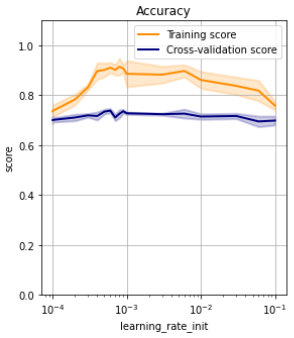 Accuracy
Training score
Cross-validation score
score
1.0
0.8
0.6
0.4
0.2
0.0
10⁻⁴
10⁻³
10⁻²
10⁻¹
learning_rate_init